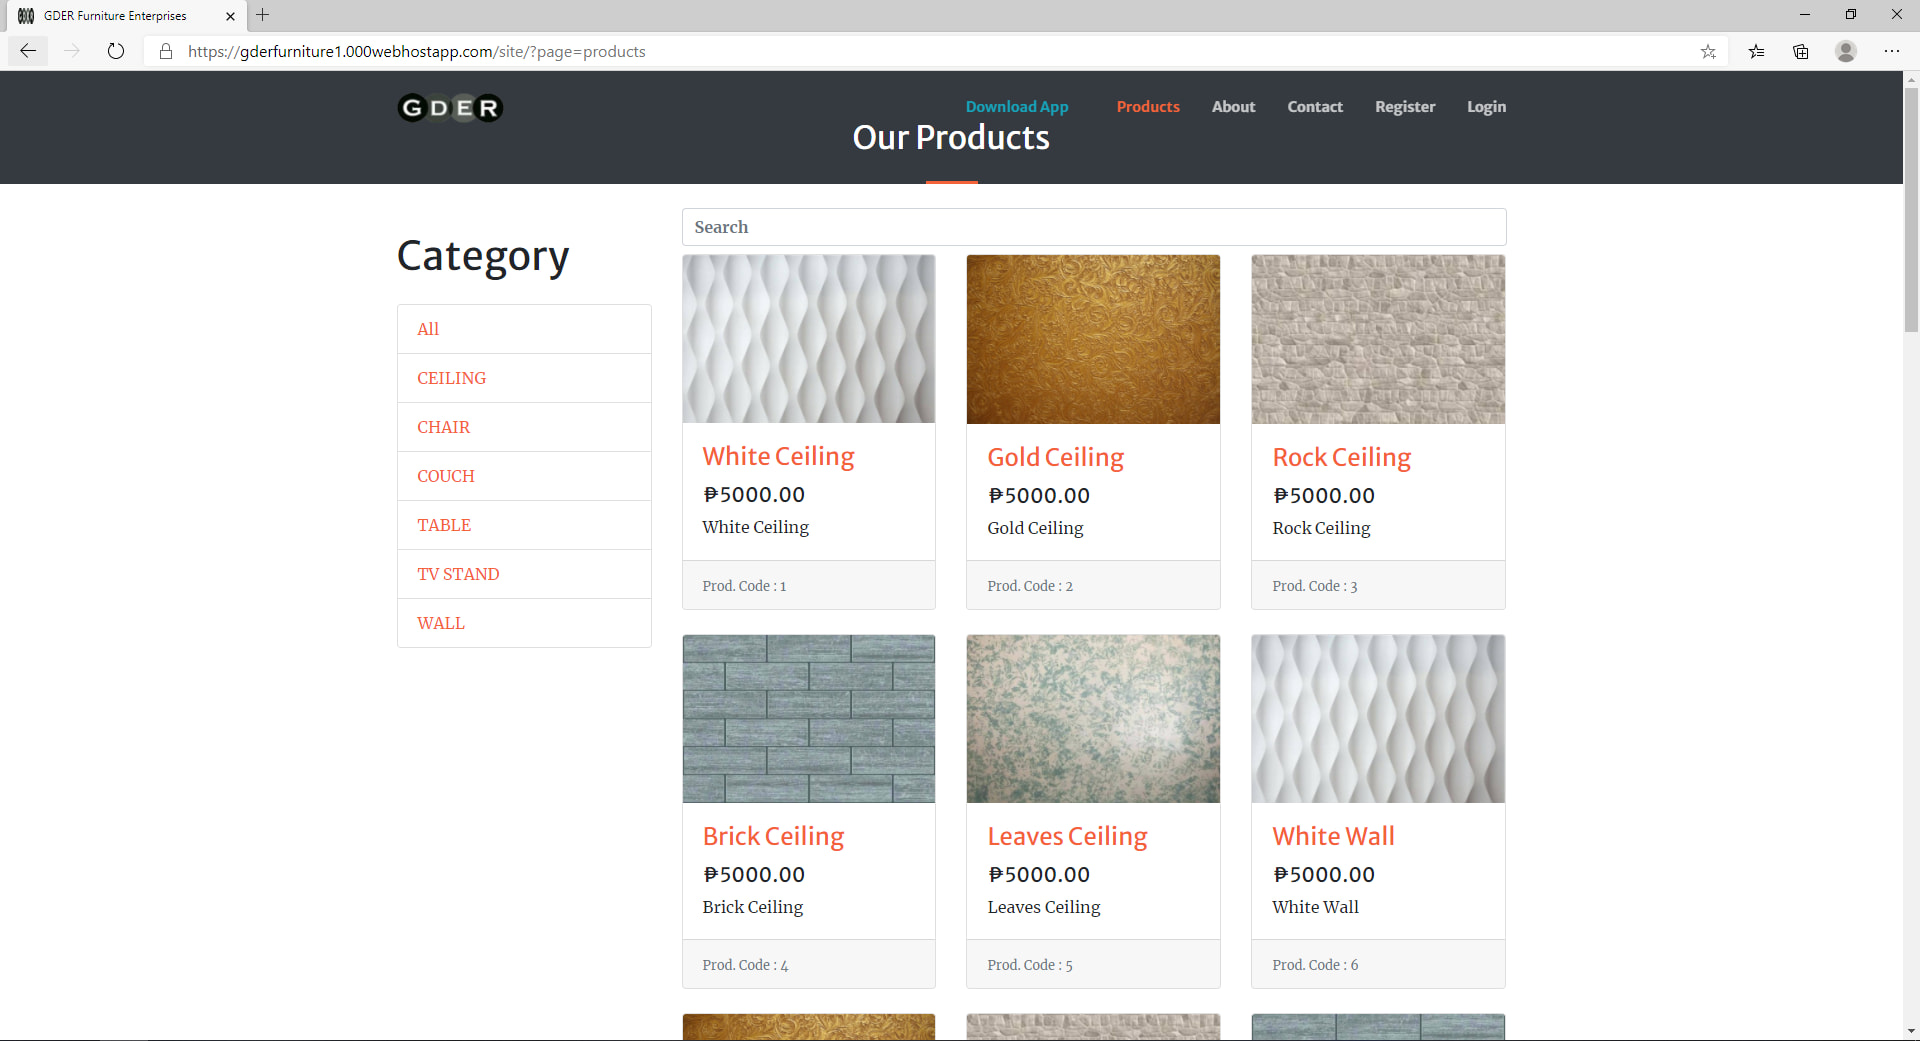 GDER Furniture Enterprises
https://gderfurniture1.000webhostapp.com/site/?page=products
GDER
Download App
Products
About
Contact
Register
Login
Our Products
Category
All
CEILING
CHAIR
COUCH
TABLE
TV STAND
WALL
Search
White Ceiling
₱5000.00
White Ceiling
Prod. Code : 1
Gold Ceiling
₱5000.00
Gold Ceiling
Prod. Code : 2
Rock Ceiling
₱5000.00
Rock Ceiling
Prod. Code : 3
Brick Ceiling
₱5000.00
Brick Ceiling
Prod. Code : 4
Leaves Ceiling
₱5000.00
Leaves Ceiling
Prod. Code : 5
White Wall
₱5000.00
White Wall
Prod. Code : 6